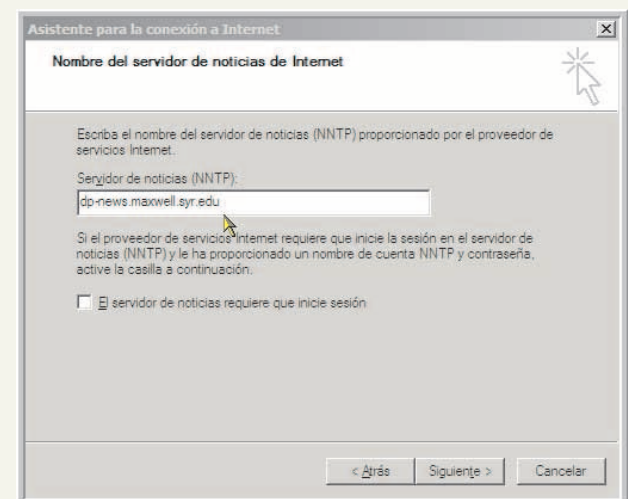 Asistente para la conexión a Internet
Nombre del servidor de noticias de Internet
Escriba el nombre del servidor de noticias (NNTP) proporcionado por el proveedor de
servicios Internet.
Servidor de noticias (NNTP):
dp-news.maxwell.syr.edu
Si el proveedor de servicios Internet requiere que inicie la sesión en el servidor de
noticias (NNTP) y le ha proporcionado un nombre de cuenta NNTP y contraseña,
active la casilla a continuación.
El servidor de noticias requiere que inicie sesión
< Atrás
Siguiente >
Cancelar